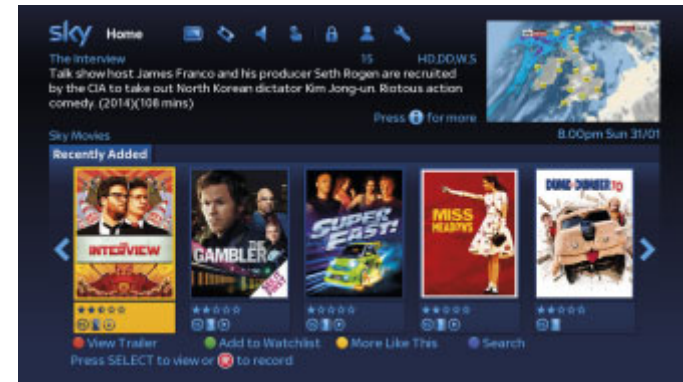 sky Home
The Interview 15 HD,DD,W,S
Talk show host James Franco and his producer Seth Rogen are recruited
by the CIA to take out North Korean dictator Kim Jong-un. Riotous action
comedy. (2014)(108 mins)
Press i for more
Sky Movies 8.00pm Sun 31/01
Recently Added
THE INTERVIEW
THE GAMBLER
SUPER FAST!
MISS MEADOWS
DUMB AND DUMBER TO
View Trailer Add to Watchlist More Like This Search
Press SELECT to view or R to record